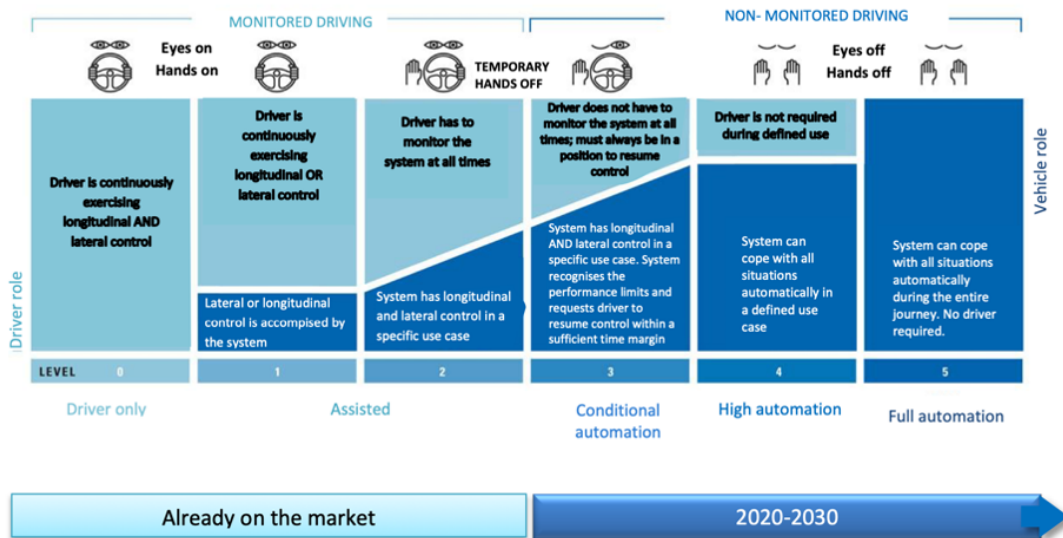 MONITORED DRIVING
NON- MONITORED DRIVING
Eyes on
Hands on
TEMPORARY
HANDS OFF
Eyes off
Hands off
Driver role
Vehicle role
Driver is continuously
exercising
longitudinal AND
lateral control
Driver is
continuously
exercising
longitudinal OR
lateral control
Lateral or longitudinal
control is accompised by
the system
Driver has to
monitor the
system at all times
System has longitudinal
and lateral control in a
specific use case
Driver does not have to
monitor the system at all
times; must always be in a
position to resume
control
System has longitudinal
AND lateral control in a
specific use case. System
recognises the
performance limits and
requests driver to
resume control within a
sufficient time margin
Driver is not required
during defined use
System can
cope with all
situations
automatically in
a defined use
case
System can cope
with all situations
automatically
during the entire
journey. No driver
required.
LEVEL 0 1 2 3 4 5
Driver only
Assisted
Conditional
automation
High automation
Full automation
Already on the market
2020-2030